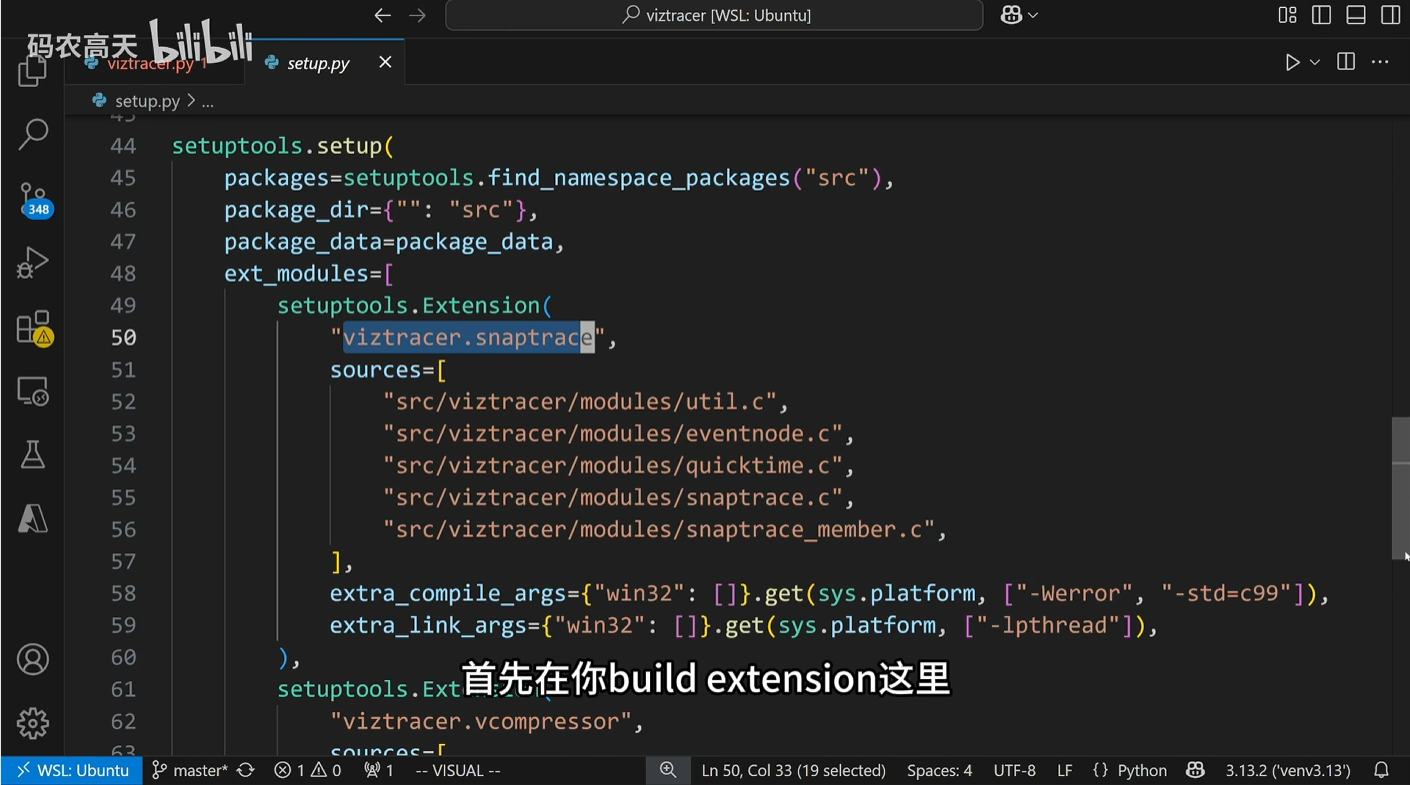 viztracer [WSL: Ubuntu]
码农高天 bilibili
viztracer.py 1
setup.py
setup.py > ...
43
44 setuptools.setup(
45 packages=setuptools.find_namespace_packages("src"),
46 package_dir={"": "src"},
47 package_data=package_data,
48 ext_modules=[
49 setuptools.Extension(
50 "viztracer.snaptrace",
51 sources=[
52 "src/viztracer/modules/util.c",
53 "src/viztracer/modules/eventnode.c",
54 "src/viztracer/modules/quicktime.c",
55 "src/viztracer/modules/snaptrace.c",
56 "src/viztracer/modules/snaptrace_member.c",
57 ],
58 extra_compile_args={"win32": []}.get(sys.platform, ["-Werror", "-std=c99"]),
59 extra_link_args={"win32": []}.get(sys.platform, ["-lpthread"]),
60 ),
61 setuptools.Extension(
首先在你build extension这里
62 "viztracer.vcompressor",
63 sources=[
348
WSL: Ubuntu master* 1 0 1 -- VISUAL -- Ln 50, Col 33 (19 selected) Spaces: 4 UTF-8 LF {} Python 3.13.2 ('venv3.13')